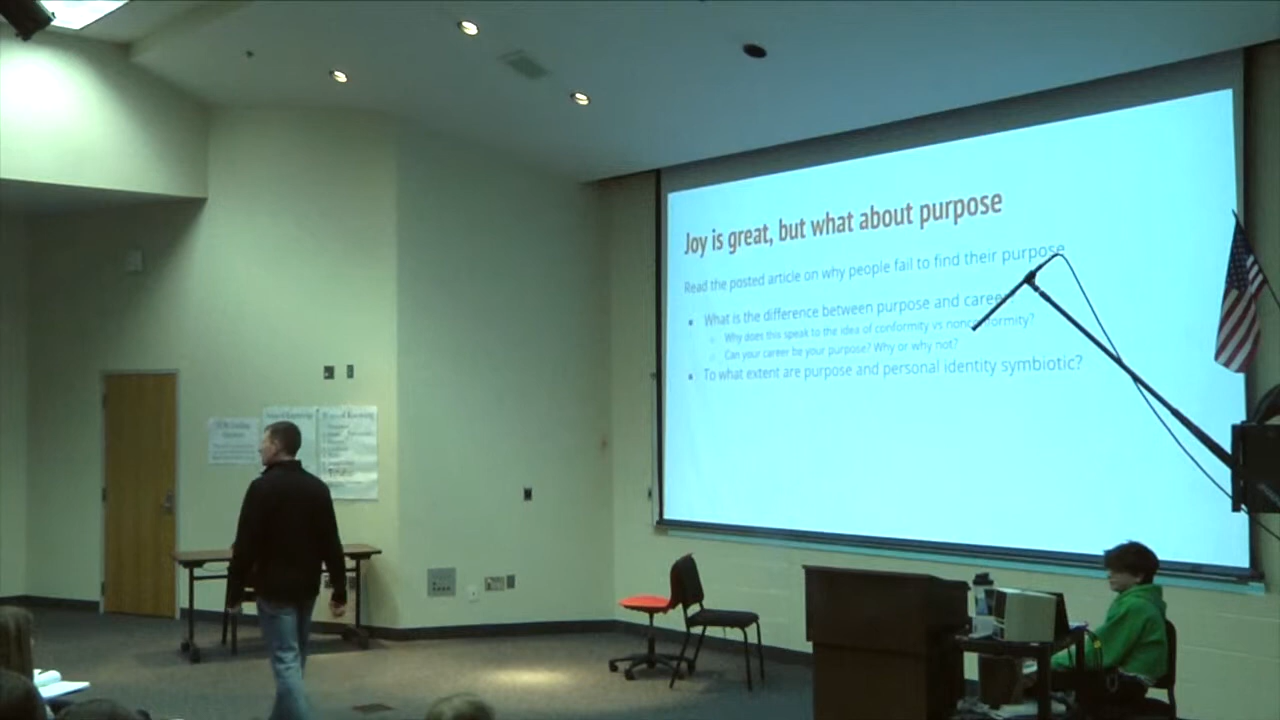 Joy is great, but what about purpose
Read the posted article on why people fail to find their purpose
What is the difference between purpose and career
Why does this speak to the idea of conformity vs nonconformity?
Can your career be your purpose? Why or why not?
To what extent are purpose and personal identity symbiotic?